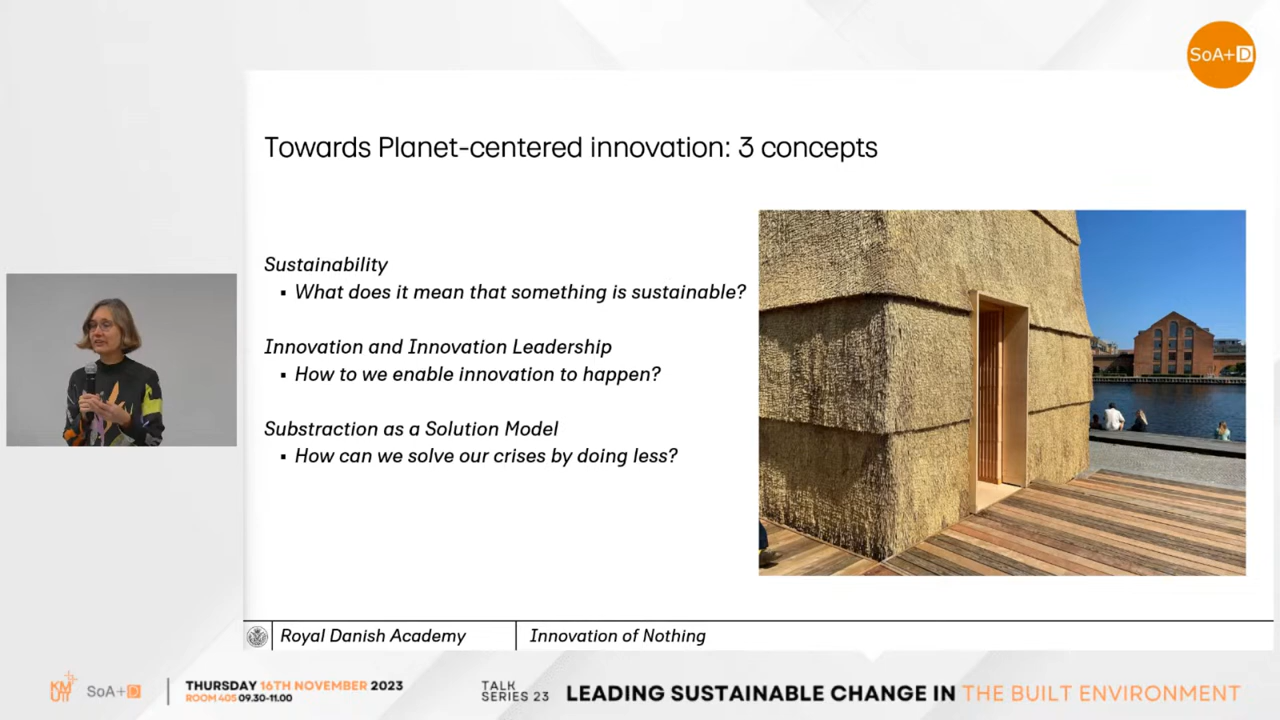 SoA+D
Towards Planet-centered innovation: 3 concepts
Sustainability
▪ What does it mean that something is sustainable?
Innovation and Innovation Leadership
▪ How to we enable innovation to happen?
Substraction as a Solution Model
▪ How can we solve our crises by doing less?
Royal Danish Academy
Innovation of Nothing
KMUTT
SoA+D
THURSDAY 16TH NOVEMBER 2023
ROOM 405 09.30-11.00
TALK
SERIES 23
LEADING SUSTAINABLE CHANGE IN THE BUILT ENVIRONMENT